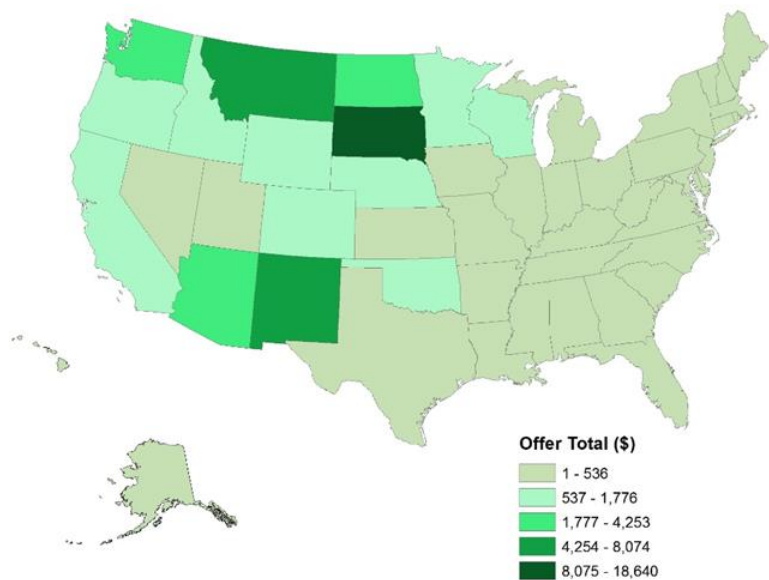 Offer Total ($)
1 - 536
537 - 1,776
1,777 - 4,253
4,254 - 8,074
8,075 - 18,640